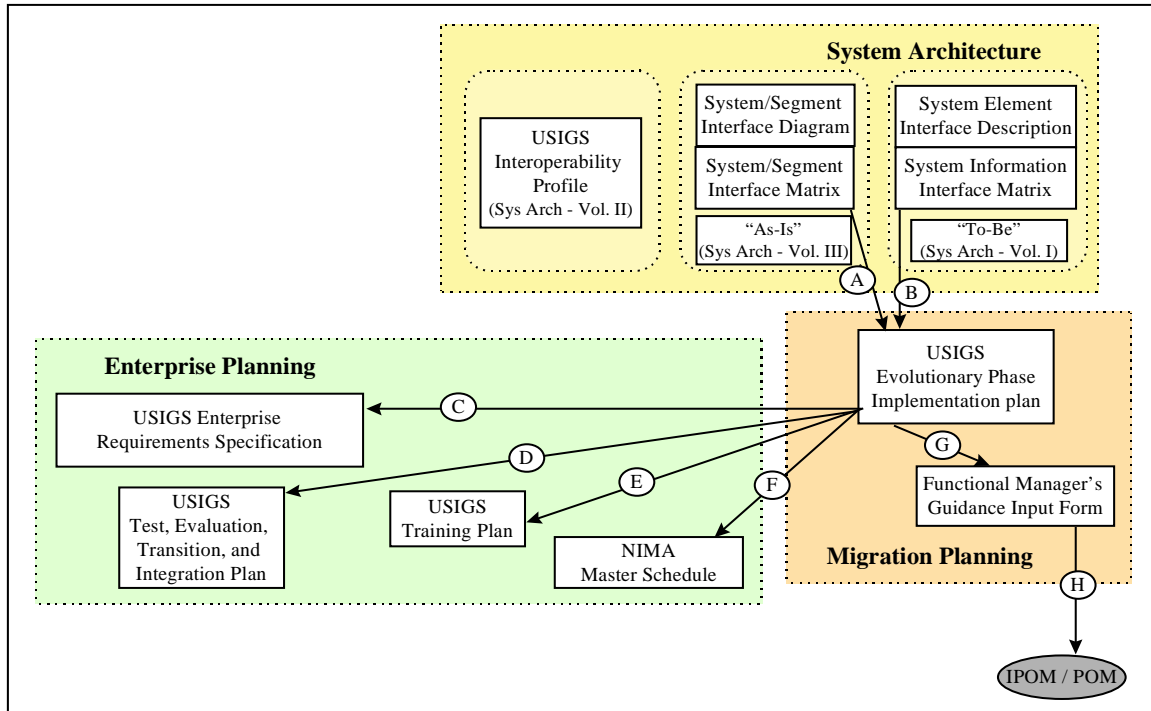 System Architecture
USIGS
Interoperability
Profile
(Sys Arch - Vol. II)
System/Segment
Interface Diagram
System/Segment
Interface Matrix
“As-Is”
(Sys Arch - Vol. III)
System Element
Interface Description
System Information
Interface Matrix
“To-Be”
(Sys Arch - Vol. I)
A
B
Enterprise Planning
USIGS Enterprise
Requirements Specification
C
D
E
F
USIGS
Test, Evaluation,
Transition, and
Integration Plan
USIGS
Training Plan
NIMA
Master Schedule
USIGS
Evolutionary Phase
Implementation plan
G
Functional Manager’s
Guidance Input Form
Migration Planning
H
IPOM / POM